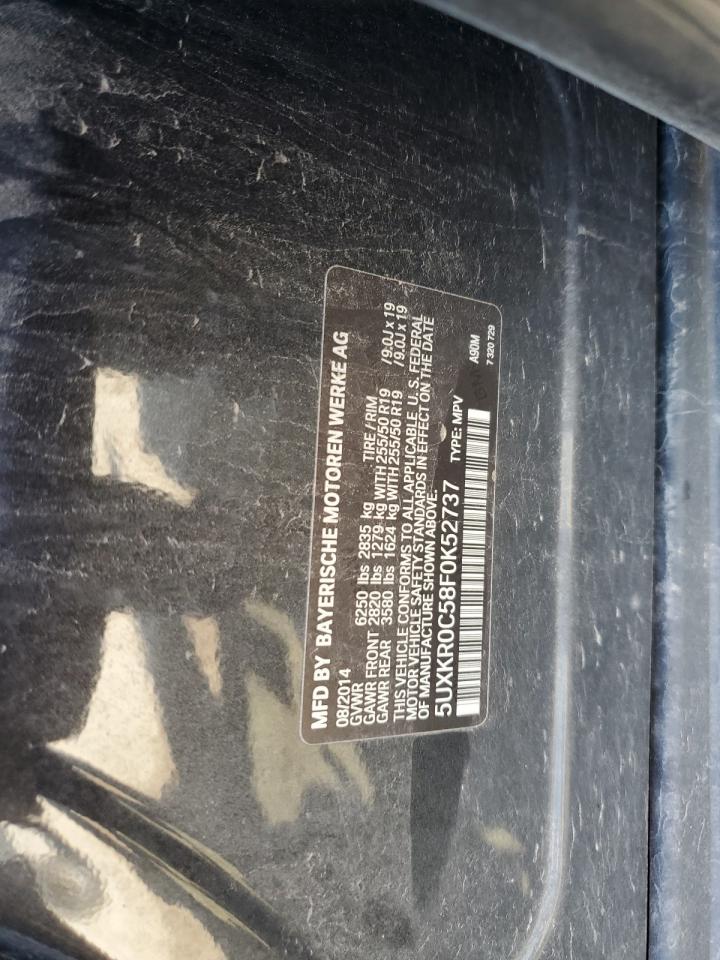 MFD BY BAYERISCHE MOTOREN WERKE AG
08/2014
GVWR 6250 lbs 2835 kg TIRE / RIM
GAWR FRONT 2820 lbs 1279 kg WITH 255/50 R19 /9.0J x 19
GAWR REAR 3580 lbs 1624 kg WITH 255/50 R19 /9.0J x 19
THIS VEHICLE CONFORMS TO ALL APPLICABLE U. S. FEDERAL
MOTOR VEHICLE SAFETY STANDARDS IN EFFECT ON THE DATE
OF MANUFACTURE SHOWN ABOVE.
5UXKR0C58F0K52737 TYPE: MPV
A90M
7 320 729